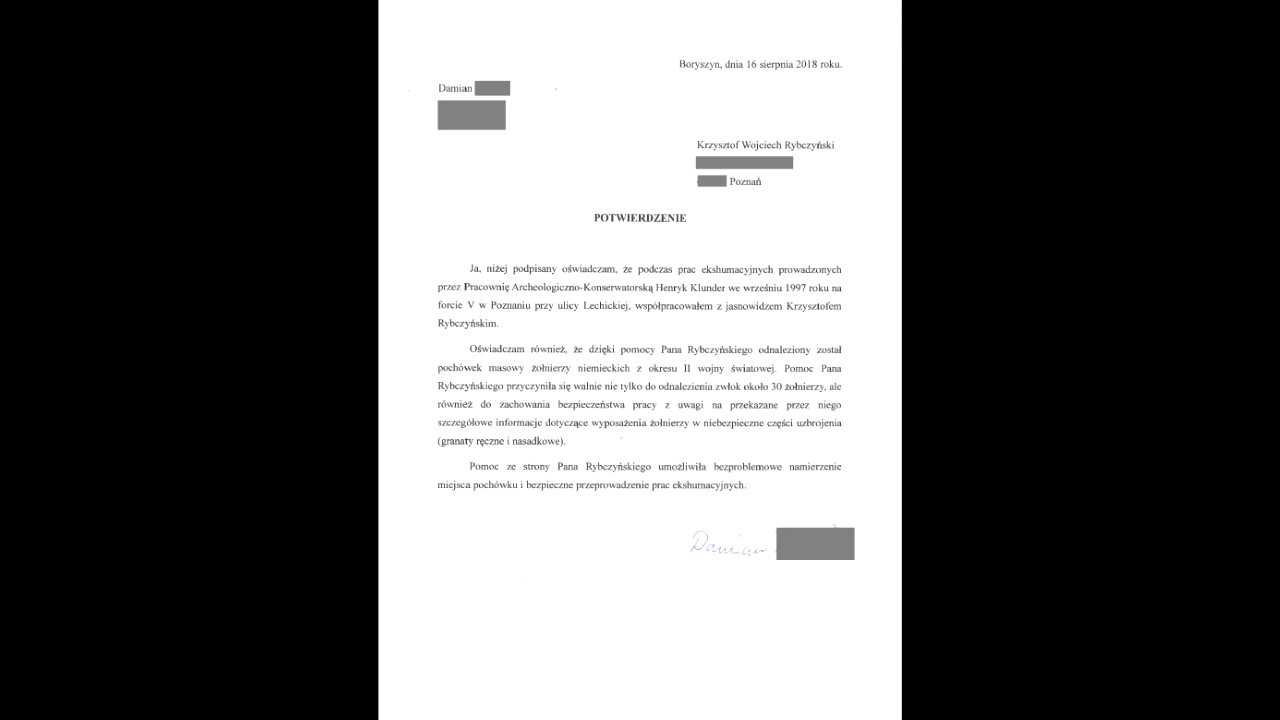 Boryszyn, dnia 16 sierpnia 2018 roku.
Damian
Krzysztof Wojciech Rybczyński
Poznań
POTWIERDZENIE
Ja, niżej podpisany oświadczam, że podczas prac ekshumacyjnych prowadzonych
przez Pracownię Archeologiczno-Konserwatorską Henryk Klunder we wrześniu 1997 roku na
forcie V w Poznaniu przy ulicy Lechickiej, współpracowałem z jasnowidzem Krzysztofem
Rybczyńskim.
Oświadczam również, że dzięki pomocy Pana Rybczyńskiego odnaleziony został
pochówek masowy żołnierzy niemieckich z okresu II wojny światowej. Pomoc Pana
Rybczyńskiego przyczyniła się walnie nie tylko do odnalezienia zwłok około 30 żołnierzy, ale
również do zachowania bezpieczeństwa pracy z uwagi na przekazane przez niego
szczegółowe informacje dotyczące wyposażenia żołnierzy w niebezpieczne części uzbrojenia
(granaty ręczne i nasadkowe).
Pomoc ze strony Pana Rybczyńskiego umożliwiła bezproblemowe namierzenie
miejsca pochówku i bezpieczne przeprowadzenie prac ekshumacyjnych.
Damian